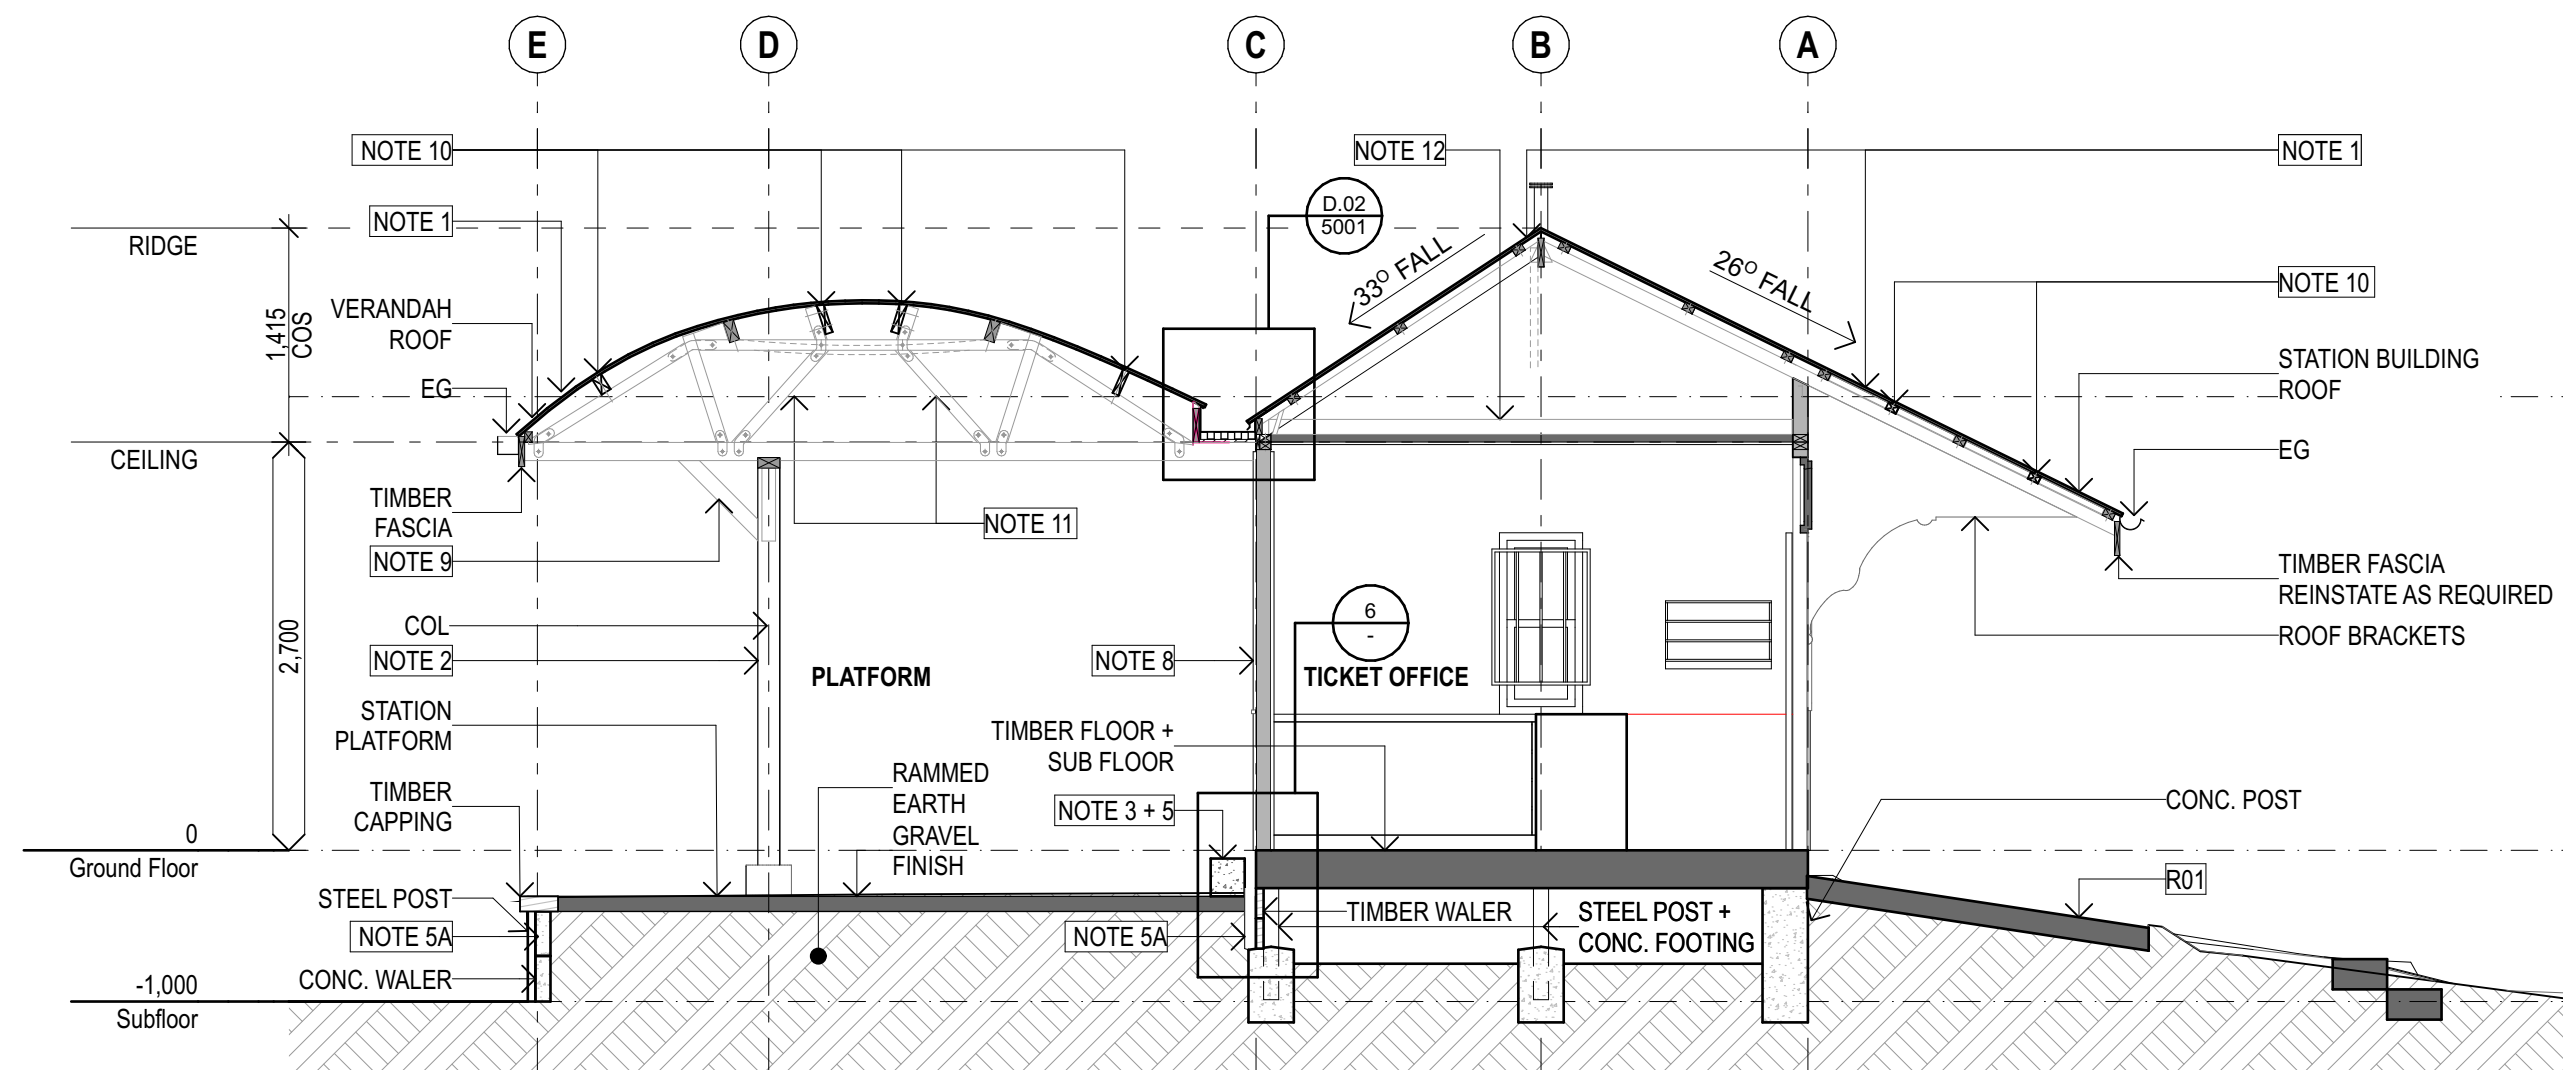 E
D
C
B
A
NOTE 10
NOTE 12
NOTE 1
D.02
5001
NOTE 1
RIDGE
33O FALL
26O FALL
NOTE 10
1,415
COS
VERANDAH
ROOF
STATION BUILDING
ROOF
EG
CEILING
EG
TIMBER
FASCIA
NOTE 11
NOTE 9
TIMBER FASCIA
REINSTATE AS REQUIRED
6
-
COL
ROOF BRACKETS
2,700
NOTE 2
PLATFORM
NOTE 8
TICKET OFFICE
STATION
PLATFORM
TIMBER FLOOR +
SUB FLOOR
RAMMED
EARTH
GRAVEL
FINISH
TIMBER
CAPPING
NOTE 3 + 5
CONC. POST
0
Ground Floor
R01
STEEL POST
TIMBER WALER
STEEL POST +
CONC. FOOTING
NOTE 5A
NOTE 5A
CONC. WALER
-1,000
Subfloor